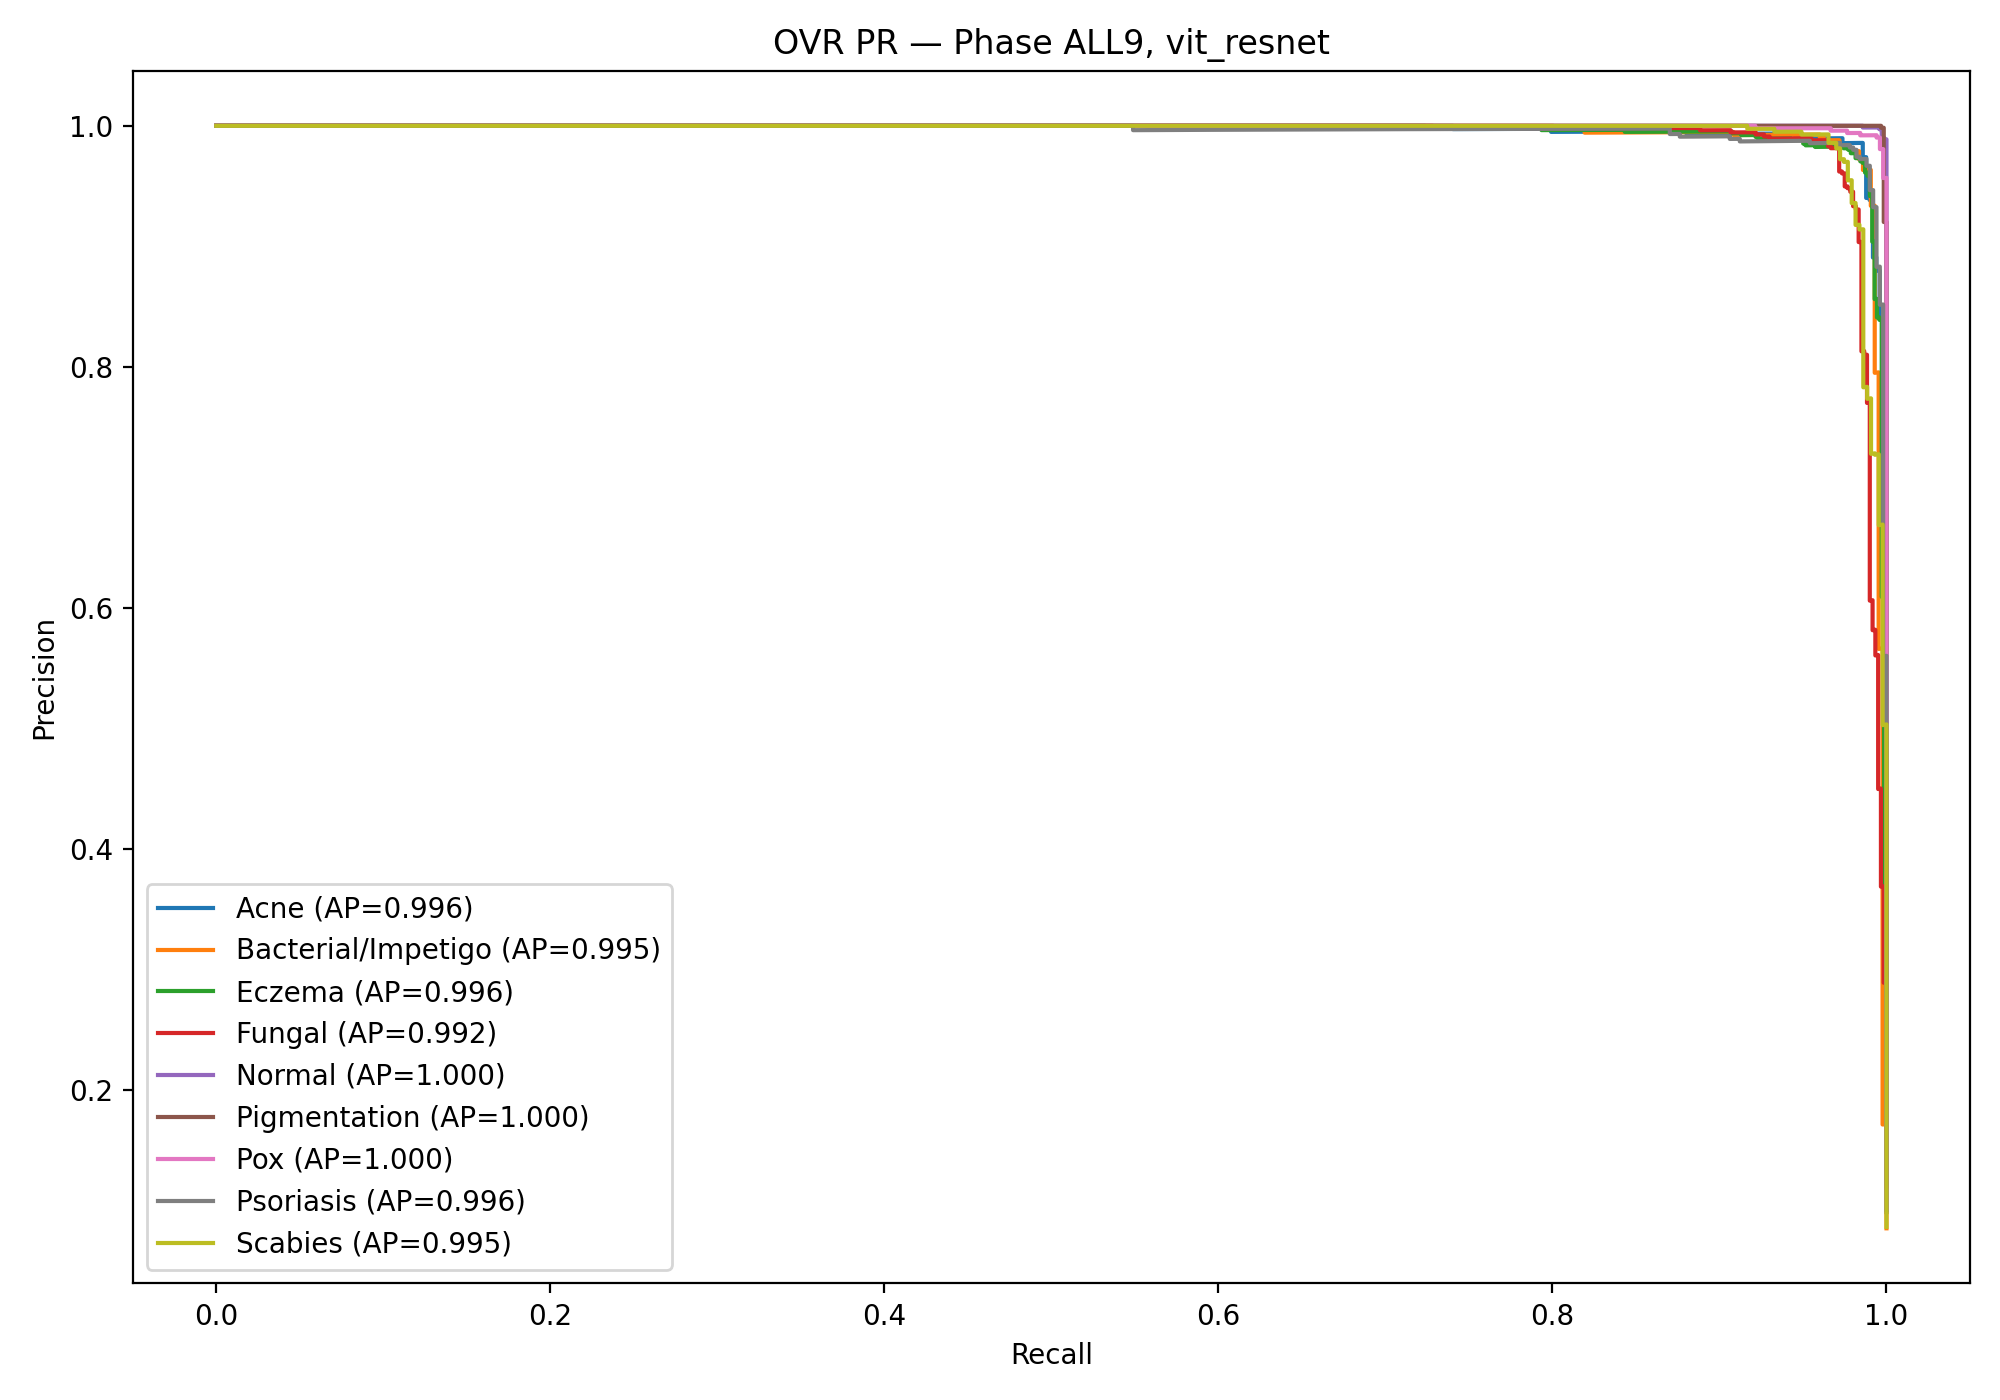 OVR PR — Phase ALL9, vit_resnet
Precision
1.0
0.8
0.6
0.4
0.2
Acne (AP=0.996)
Bacterial/Impetigo (AP=0.995)
Eczema (AP=0.996)
Fungal (AP=0.992)
Normal (AP=1.000)
Pigmentation (AP=1.000)
Pox (AP=1.000)
Psoriasis (AP=0.996)
Scabies (AP=0.995)
0.0 0.2 0.4 0.6 0.8 1.0
Recall